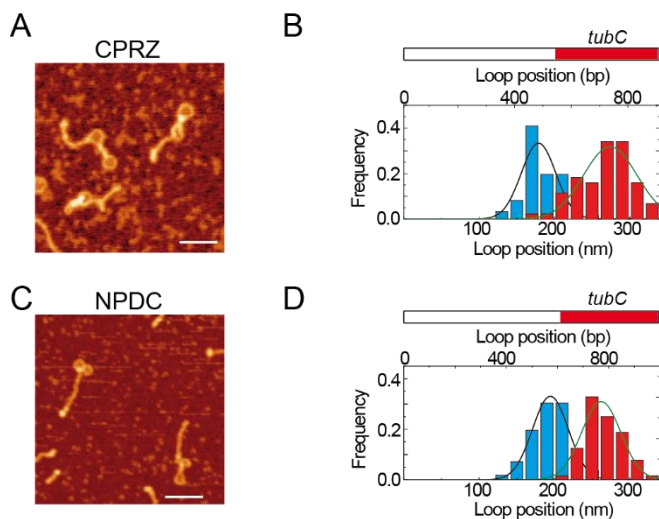 A
CPRZ
B
tubC
Loop position (bp)
0 400 800
Frequency
0.4
0.2
0.0
100 200 300
Loop position (nm)
C
NPDC
D
tubC
Loop position (bp)
0 400 800
Frequency
0.4
0.2
0.0
100 200 300
Loop position (nm)